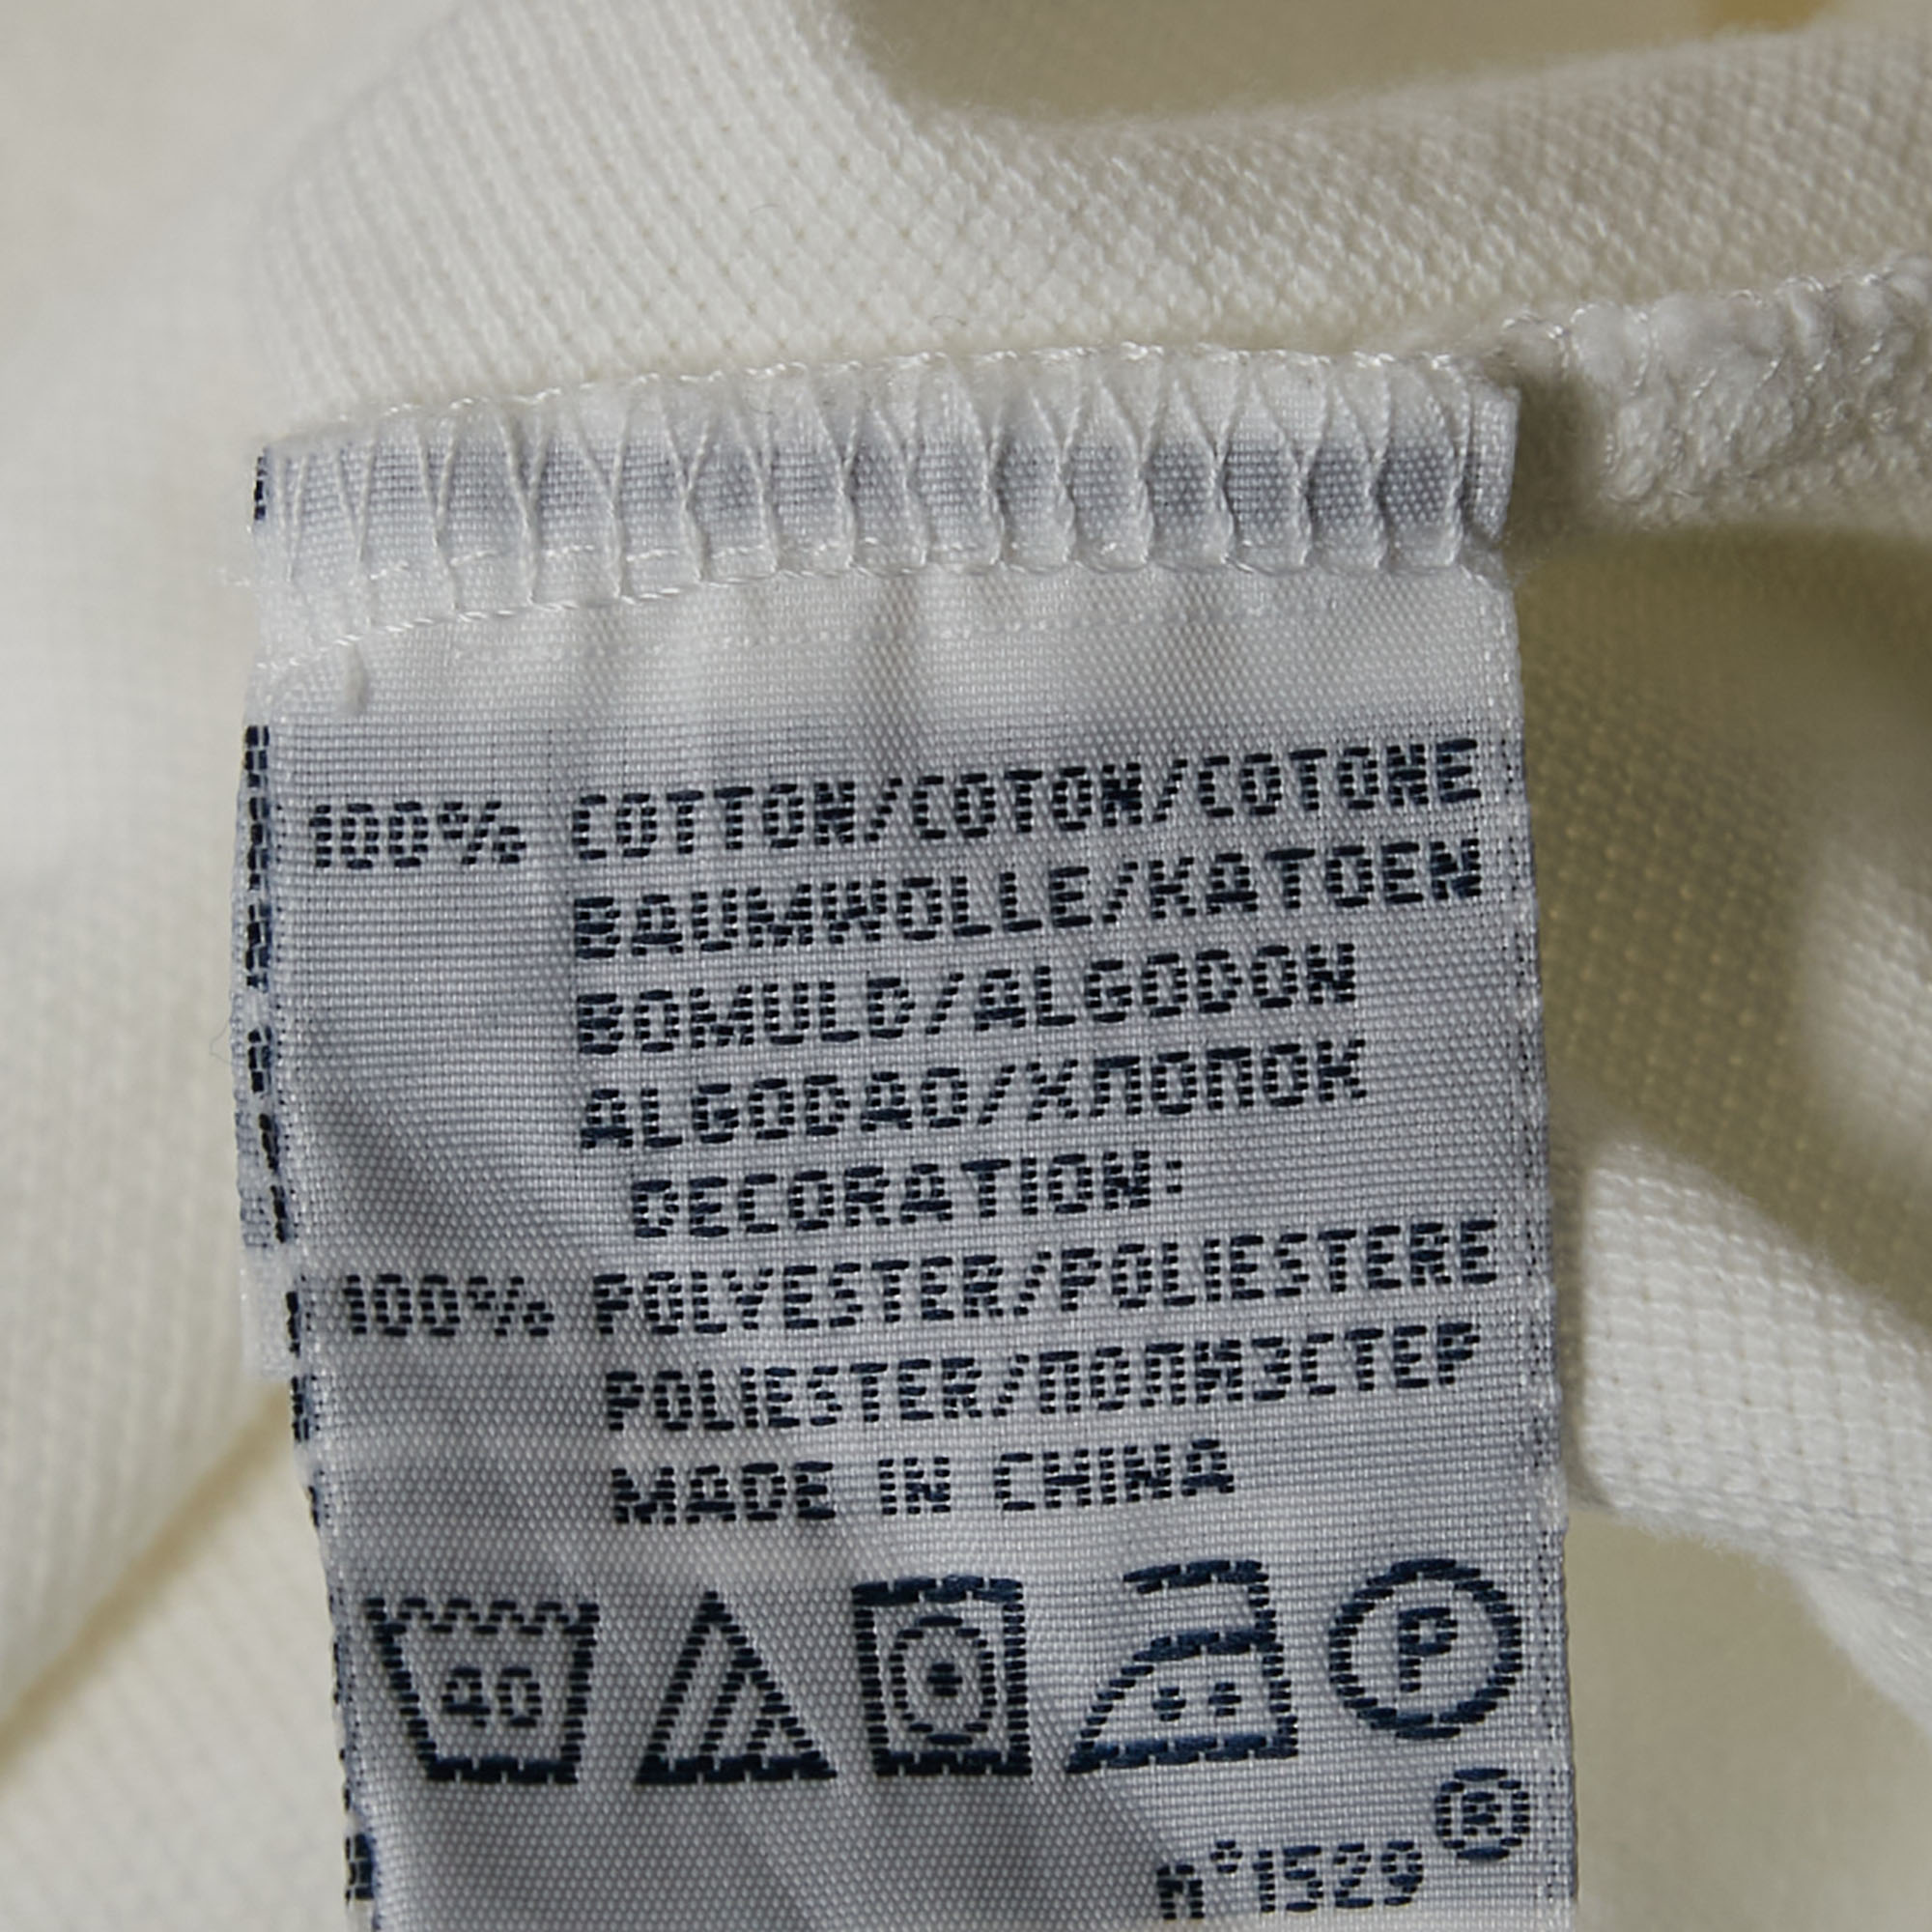 100% COTTON/COTON/COTONE
BAUMWOLLE/KATOEN
BOMULD/ALGODON
ALGODAO/ХЛОПОК
DECORATION:
100% POLYESTER/POLIESTERE
POLIESTER/ПОЛИЭСТЕР
MADE IN CHINA
40 P
®
n°1529